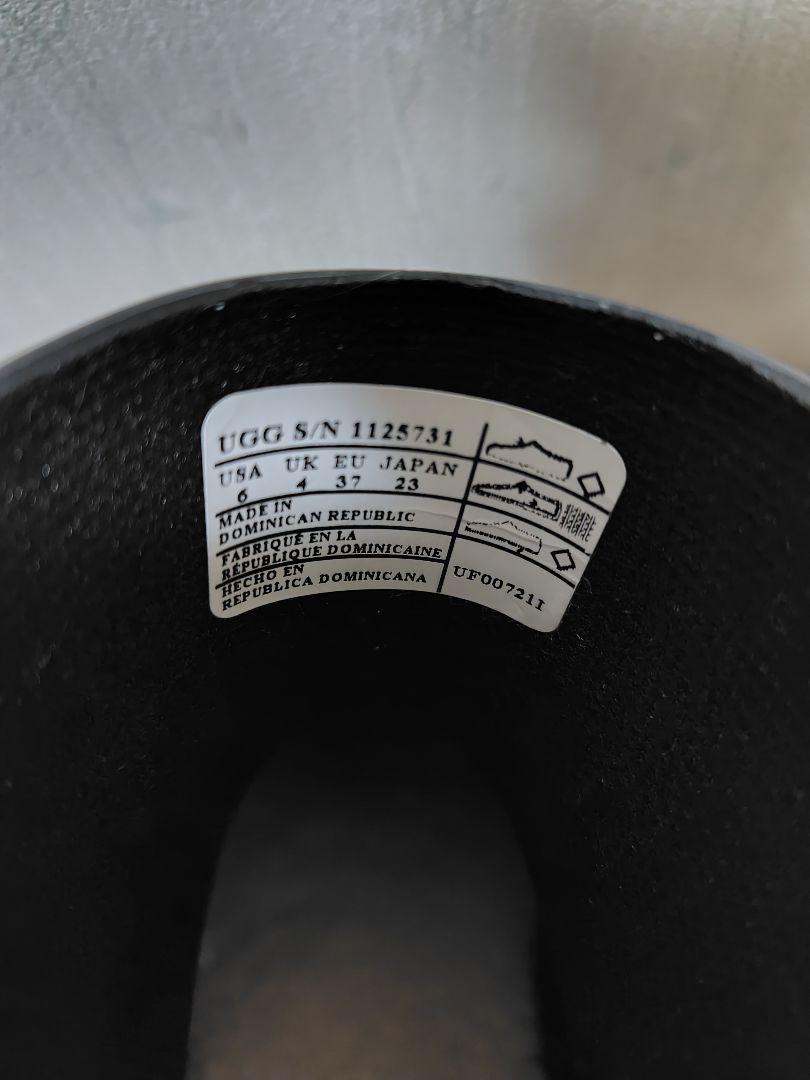 UGG S/N 1125731
USA UK EU JAPAN
6 4 37 23
MADE IN
DOMINICAN REPUBLIC
FABRIQUÉ EN LA
RÉPUBLIQUE DOMINICAINE
HECHO EN
REPUBLICA DOMINICANA
UF00721I